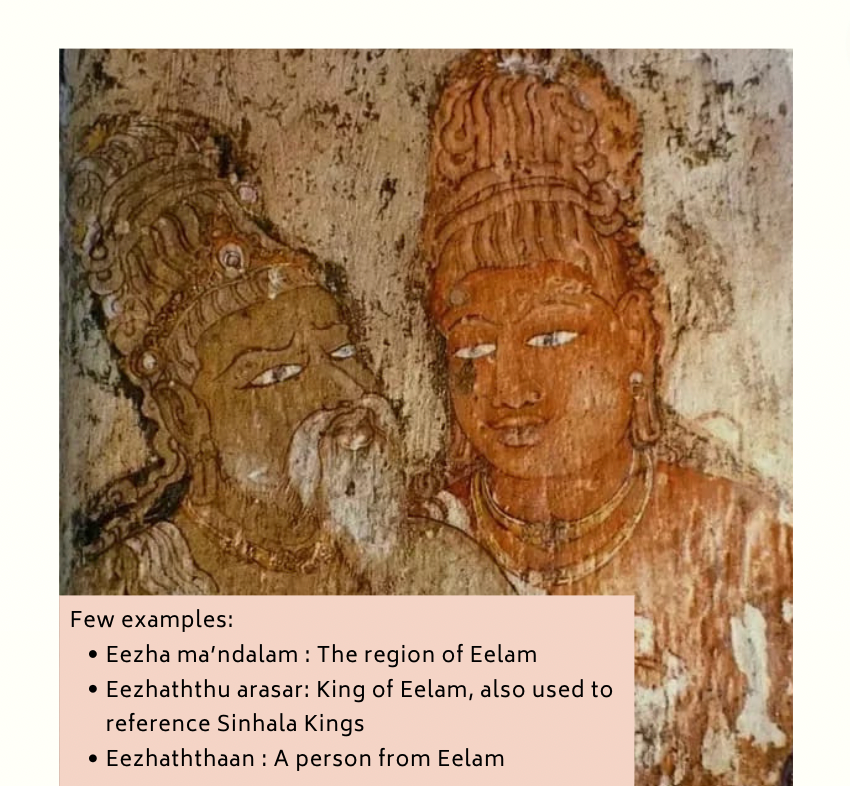 Few examples:
• Eezha ma’ndalam : The region of Eelam
• Eezhaththu arasar: King of Eelam, also used to
reference Sinhala Kings
• Eezhaththaan : A person from Eelam